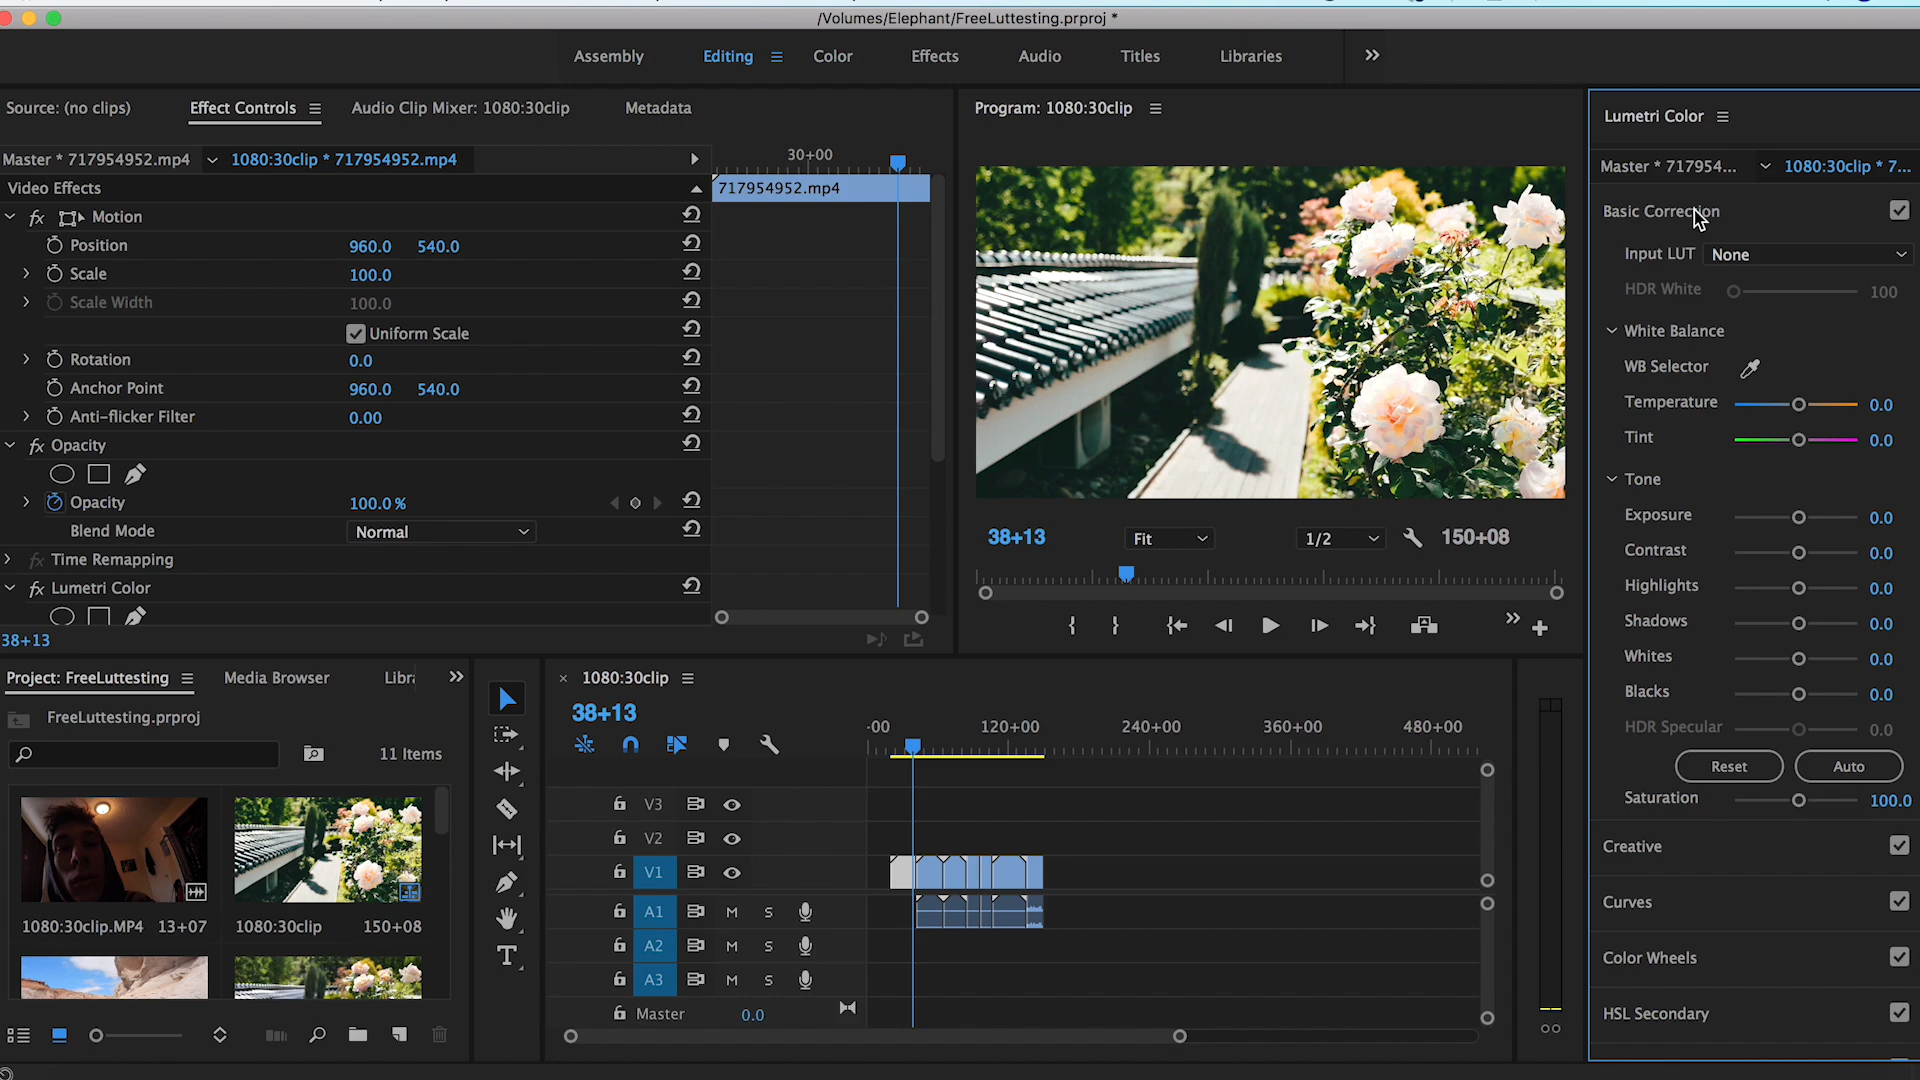 /Volumes/Elephant/FreeLuttesting.prproj *
Assembly Editing Color Effects Audio Titles Libraries
Source: (no clips) Effect Controls Audio Clip Mixer: 1080:30clip Metadata
Master * 717954952.mp4 1080:30clip * 717954952.mp4
30+00
Video Effects
717954952.mp4
fx Motion
Position 960.0 540.0
Scale 100.0
Scale Width 100.0
Uniform Scale
Rotation 0.0
Anchor Point 960.0 540.0
Anti-flicker Filter 0.00
fx Opacity
Opacity 100.0 %
Blend Mode Normal
fx Time Remapping
fx Lumetri Color
38+13
Program: 1080:30clip
38+13 Fit 1/2 150+08
Lumetri Color
Master * 717954... 1080:30clip * 7...
Basic Correction
Input LUT None
HDR White 100
White Balance
WB Selector
Temperature 0.0
Tint 0.0
Tone
Exposure 0.0
Contrast 0.0
Highlights 0.0
Shadows 0.0
Whites 0.0
Blacks 0.0
HDR Specular 0.0
Reset Auto
Saturation 100.0
Creative
Curves
Color Wheels
HSL Secondary
Project: FreeLuttesting Media Browser Libr
FreeLuttesting.prproj
11 Items
1080:30clip.MP4 13+07
1080:30clip 150+08
1080:30clip
38+13
-00 120+00 240+00 360+00 480+00
V3
V2
V1
A1 M S
A2 M S
A3 M S
Master 0.0